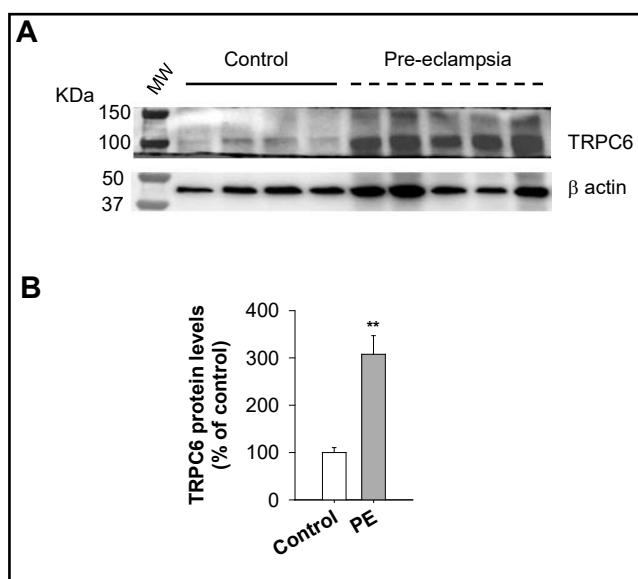 A
MW
Control
Pre-eclampsia
KDa
150
100
TRPC6
50
37
β actin
B
TRPC6 protein levels
(% of control)
400
300
200
100
0
**
Control
PE